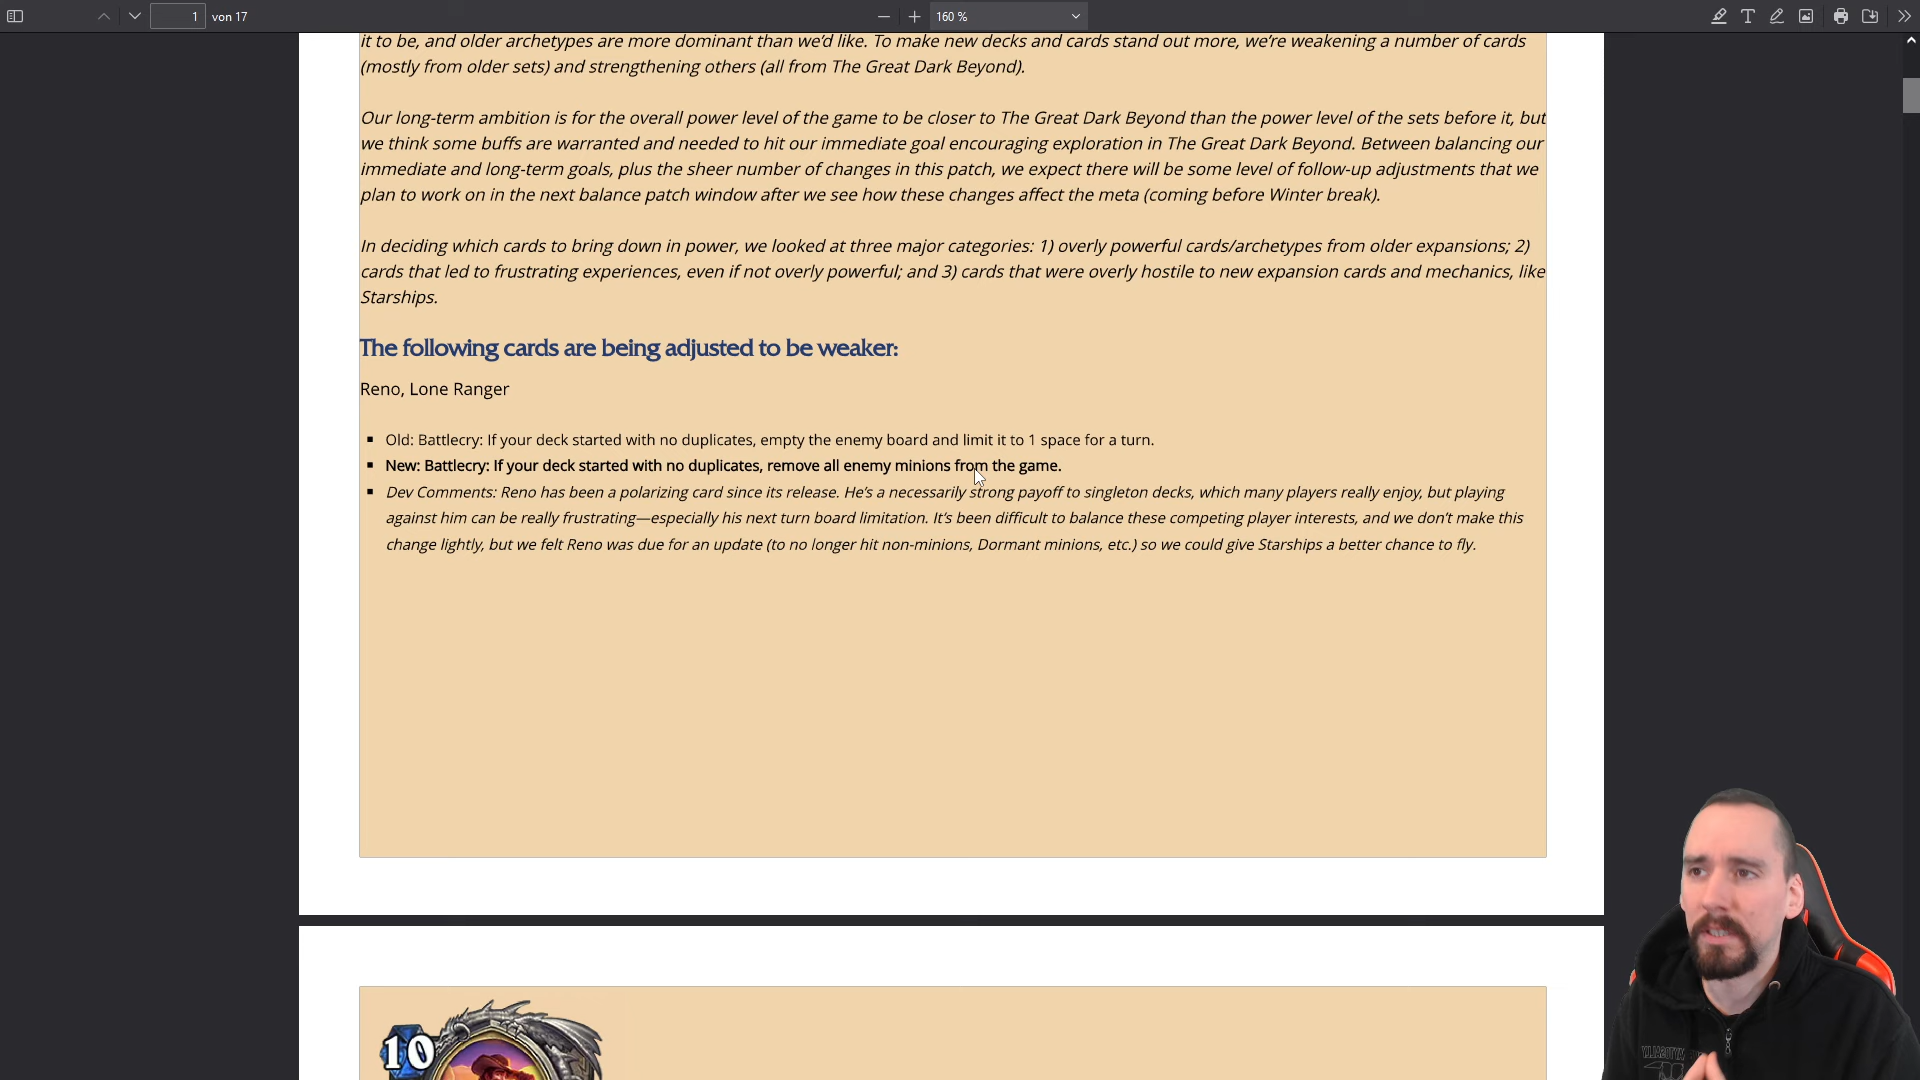 1 von 17
160 %
it to be, and older archetypes are more dominant than we'd like. To make new decks and cards stand out more, we're weakening a number of cards
(mostly from older sets) and strengthening others (all from The Great Dark Beyond).
Our long-term ambition is for the overall power level of the game to be closer to The Great Dark Beyond than the power level of the sets before it, but
we think some buffs are warranted and needed to hit our immediate goal encouraging exploration in The Great Dark Beyond. Between balancing our
immediate and long-term goals, plus the sheer number of changes in this patch, we expect there will be some level of follow-up adjustments that we
plan to work on in the next balance patch window after we see how these changes affect the meta (coming before Winter break).
In deciding which cards to bring down in power, we looked at three major categories: 1) overly powerful cards/archetypes from older expansions; 2)
cards that led to frustrating experiences, even if not overly powerful; and 3) cards that were overly hostile to new expansion cards and mechanics, like
Starships.
The following cards are being adjusted to be weaker:
Reno, Lone Ranger
Old: Battlecry: If your deck started with no duplicates, empty the enemy board and limit it to 1 space for a turn.
New: Battlecry: If your deck started with no duplicates, remove all enemy minions from the game.
Dev Comments: Reno has been a polarizing card since its release. He's a necessarily strong payoff to singleton decks, which many players really enjoy, but playing
against him can be really frustrating—especially his next turn board limitation. It's been difficult to balance these competing player interests, and we don't make this
change lightly, but we felt Reno was due for an update (to no longer hit non-minions, Dormant minions, etc.) so we could give Starships a better chance to fly.
10